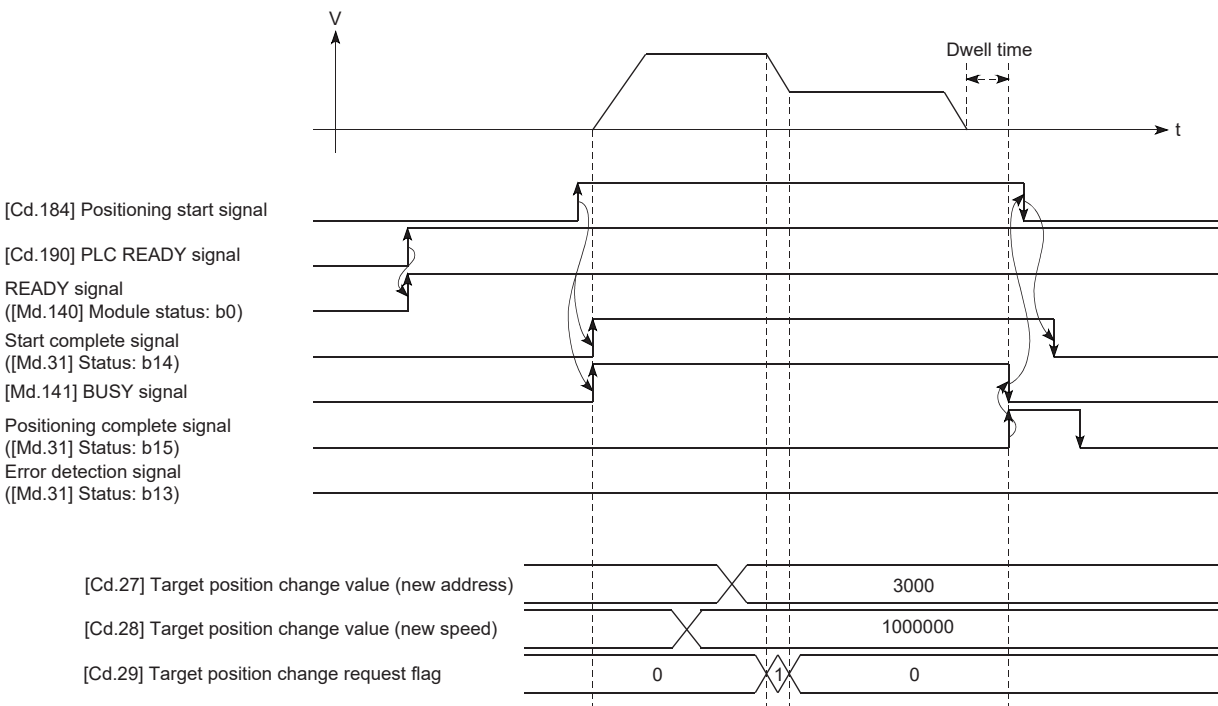 V
Dwell time
t
[Cd.184] Positioning start signal
[Cd.190] PLC READY signal
READY signal
([Md.140] Module status: b0)
Start complete signal
([Md.31] Status: b14)
[Md.141] BUSY signal
Positioning complete signal
([Md.31] Status: b15)
Error detection signal
([Md.31] Status: b13)
[Cd.27] Target position change value (new address) 3000
[Cd.28] Target position change value (new speed) 1000000
[Cd.29] Target position change request flag 0 1 0